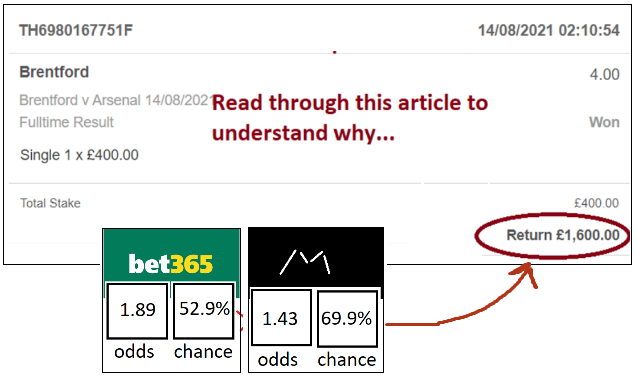 TH6980167751F 14/08/2021 02:10:54
Brentford 4.00
Brentford v Arsenal 14/08/2021
Read through this article to
Fulltime Result Won
understand why...
Single 1 x £400.00
Total Stake £400.00
Return £1,600.00
bet365
1.89 52.9% 1.43 69.9%
odds chance odds chance